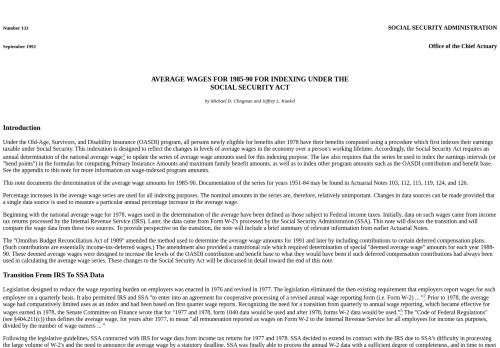 Number 133
SOCIAL SECURITY ADMINISTRATION
September 1992
Office of the Chief Actuary
AVERAGE WAGES FOR 1985-90 FOR INDEXING UNDER THE
SOCIAL SECURITY ACT
by Michael D. Clingman and Jeffrey L. Kunkel
Introduction
Under the Old-Age, Survivors, and Disability Insurance (OASDI) program, all persons newly eligible for benefits after 1978 have their benefits computed using a procedure which first indexes their earnings
taxable under Social Security. This indexation is designed to reflect the changes in levels of average wages in the economy over a person's working lifetime. Accordingly, the Social Security Act requires an
annual determination of the national average wage1 to update the series of average wage amounts used for this indexing purpose. The law also requires that the series be used to index the earnings intervals (or
"bend points") in the formulas for computing Primary Insurance Amounts and maximum family benefit amounts, as well as to index other program amounts such as the OASDI contribution and benefit base.
See the appendix to this note for more information on wage-indexed program amounts.
This note documents the determination of the average wage amounts for 1985-90. Documentation of the series for years 1951-84 may be found in Actuarial Notes 103, 112, 115, 119, 124, and 126.
Percentage increases in the average wage series are used for all indexing purposes. The nominal amounts in the series are, therefore, relatively unimportant. Changes in data sources can be made provided that
a single data source is used to measure a particular annual percentage increase in the average wage.
Beginning with the national average wage for 1978, wages used in the determination of the average have been defined as those subject to Federal income taxes. Initially, data on such wages came from income
tax returns processed by the Internal Revenue Service (IRS). Later, the data came from Form W-2's processed by the Social Security Administration (SSA). This note will discuss the transition and will
compare the wage data from these two sources. To provide perspective on the transition, the note will include a brief summary of relevant information from earlier Actuarial Notes.
The "Omnibus Budget Reconciliation Act of 1989" amended the method used to determine the average wage amounts for 1991 and later by including contributions to certain deferred compensation plans.
(Such contributions are essentially income-tax-deferred wages.) The amendment also provided a transitional rule which required determination of special "deemed average wage" amounts for each year 1988-
90. These deemed average wages were designed to increase the levels of the OASDI contribution and benefit base to what they would have been if such deferred compensation contributions had always been
used in calculating the average wage series. These changes to the Social Security Act will be discussed in detail toward the end of this note.
Transition From IRS To SSA Data
Legislation designed to reduce the wage reporting burden on employers was enacted in 1976 and revised in 1977. The legislation eliminated the then existing requirement that employers report wages for each
employee on a quarterly basis. It also permitted IRS and SSA "to enter into an agreement for cooperative processing of a revised annual wage reporting form (i.e. Form W-2) ... "2 Prior to 1978, the average
wage had comparatively limited uses as an index and had been based on first quarter wage reports. Recognizing the need for a transition from quarterly to annual wage reporting, which became effective for
wages earned in 1978, the Senate Committee on Finance wrote that for "1977 and 1978, form 1040 data would be used and after 1978, forms W-2 data would be used."3 The "Code of Federal Regulations"
(see §404.211(c)) thus defines the average wage, for years after 1977, to mean "all remuneration reported as wages on Form W-2 to the Internal Revenue Service for all employees for income tax purposes,
divided by the number of wage earners ... "
Following the legislative guidelines, SSA contracted with IRS for wage data from income tax returns for 1977 and 1978. SSA decided to extend its contract with IRS due to SSA's difficulty in processing
the large volume of W-2's and the need to announce the average wage by a statutory deadline. SSA was finally able to process the annual W-2 data with a sufficient degree of completeness, and in time to meet